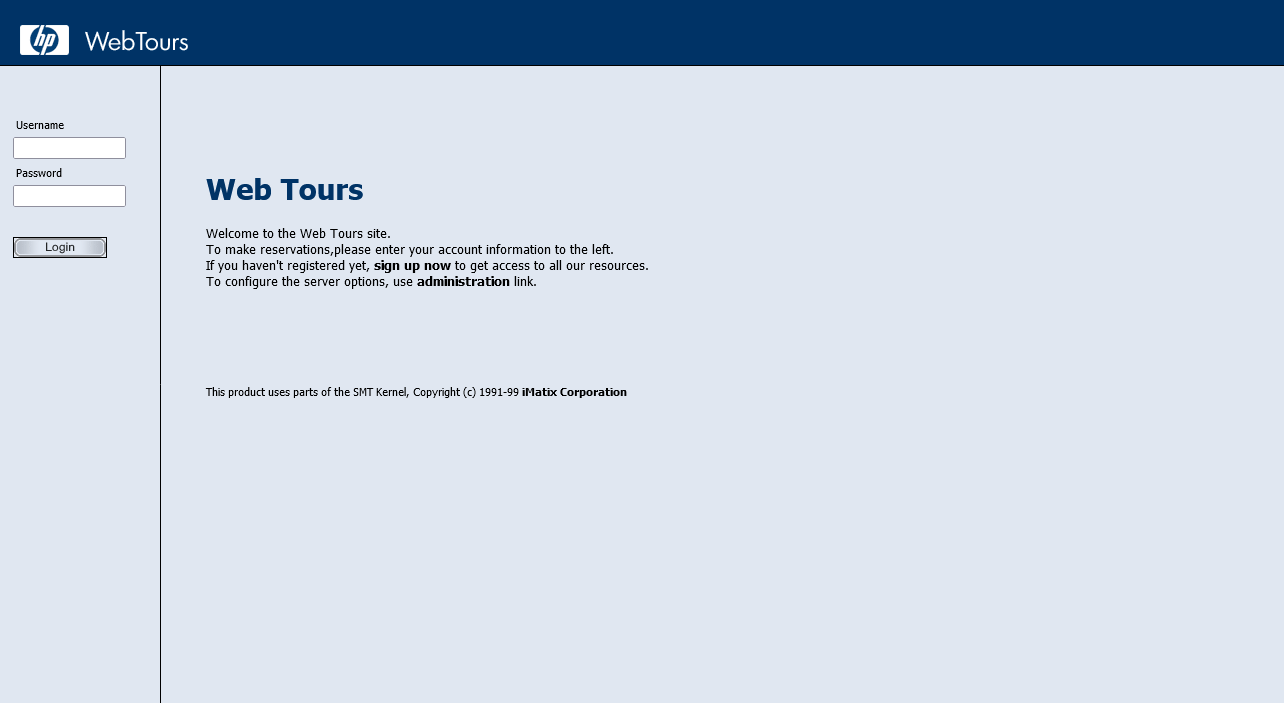 hp WebTours
Username
Password
Login
Web Tours
Welcome to the Web Tours site.
To make reservations,please enter your account information to the left.
If you haven't registered yet, sign up now to get access to all our resources.
To configure the server options, use administration link.
This product uses parts of the SMT Kernel, Copyright (c) 1991-99 iMatix Corporation